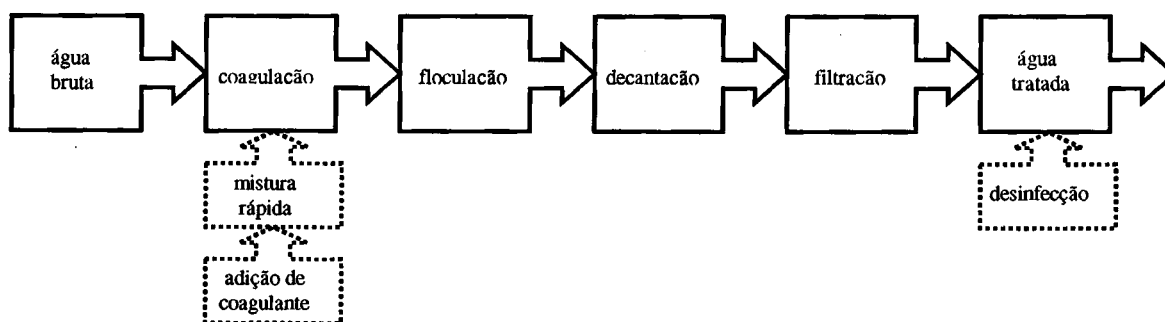 água
bruta
coagulação
floculação
decantação
filtração
água
tratada
mistura
rápida
desinfecção
adição de
coagulante